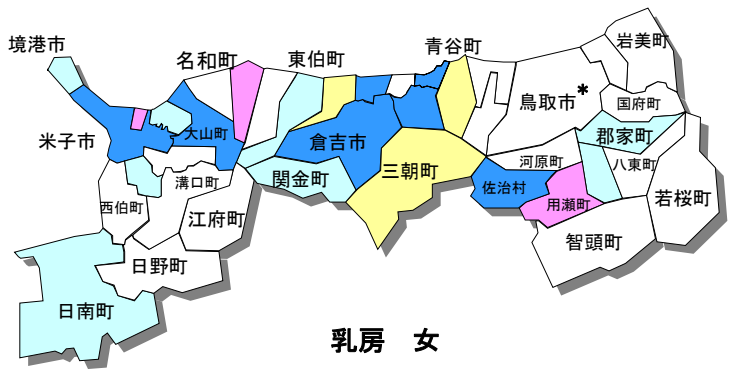 境港市
名和町
東伯町
青谷町
岩美町
米子市
大山町
倉吉市
鳥取市*
国府町
郡家町
西伯町
溝口町
関金町
三朝町
河原町
八東町
江府町
佐治村
用瀬町
若桜町
日野町
智頭町
日南町
乳房 女